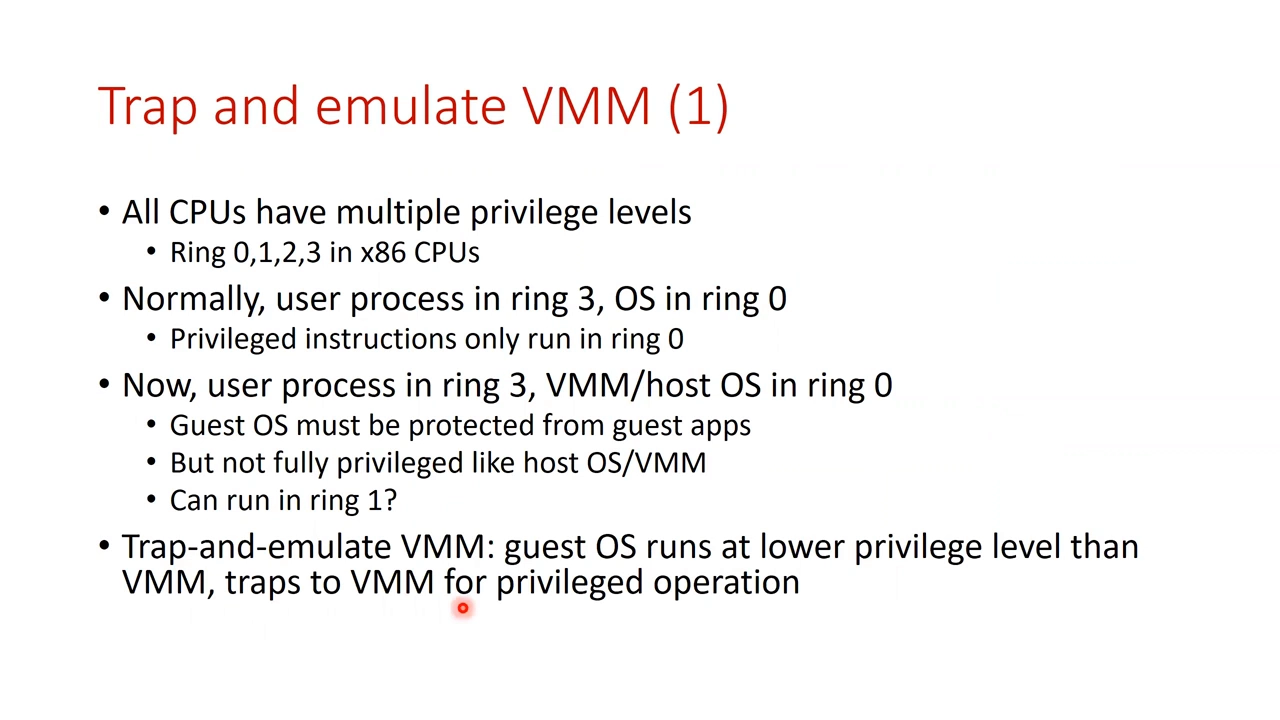 Trap and emulate VMM (1)
• All CPUs have multiple privilege levels
• Ring 0,1,2,3 in x86 CPUs
• Normally, user process in ring 3, OS in ring 0
• Privileged instructions only run in ring 0
• Now, user process in ring 3, VMM/host OS in ring 0
• Guest OS must be protected from guest apps
• But not fully privileged like host OS/VMM
• Can run in ring 1?
• Trap-and-emulate VMM: guest OS runs at lower privilege level than
VMM, traps to VMM for privileged operation